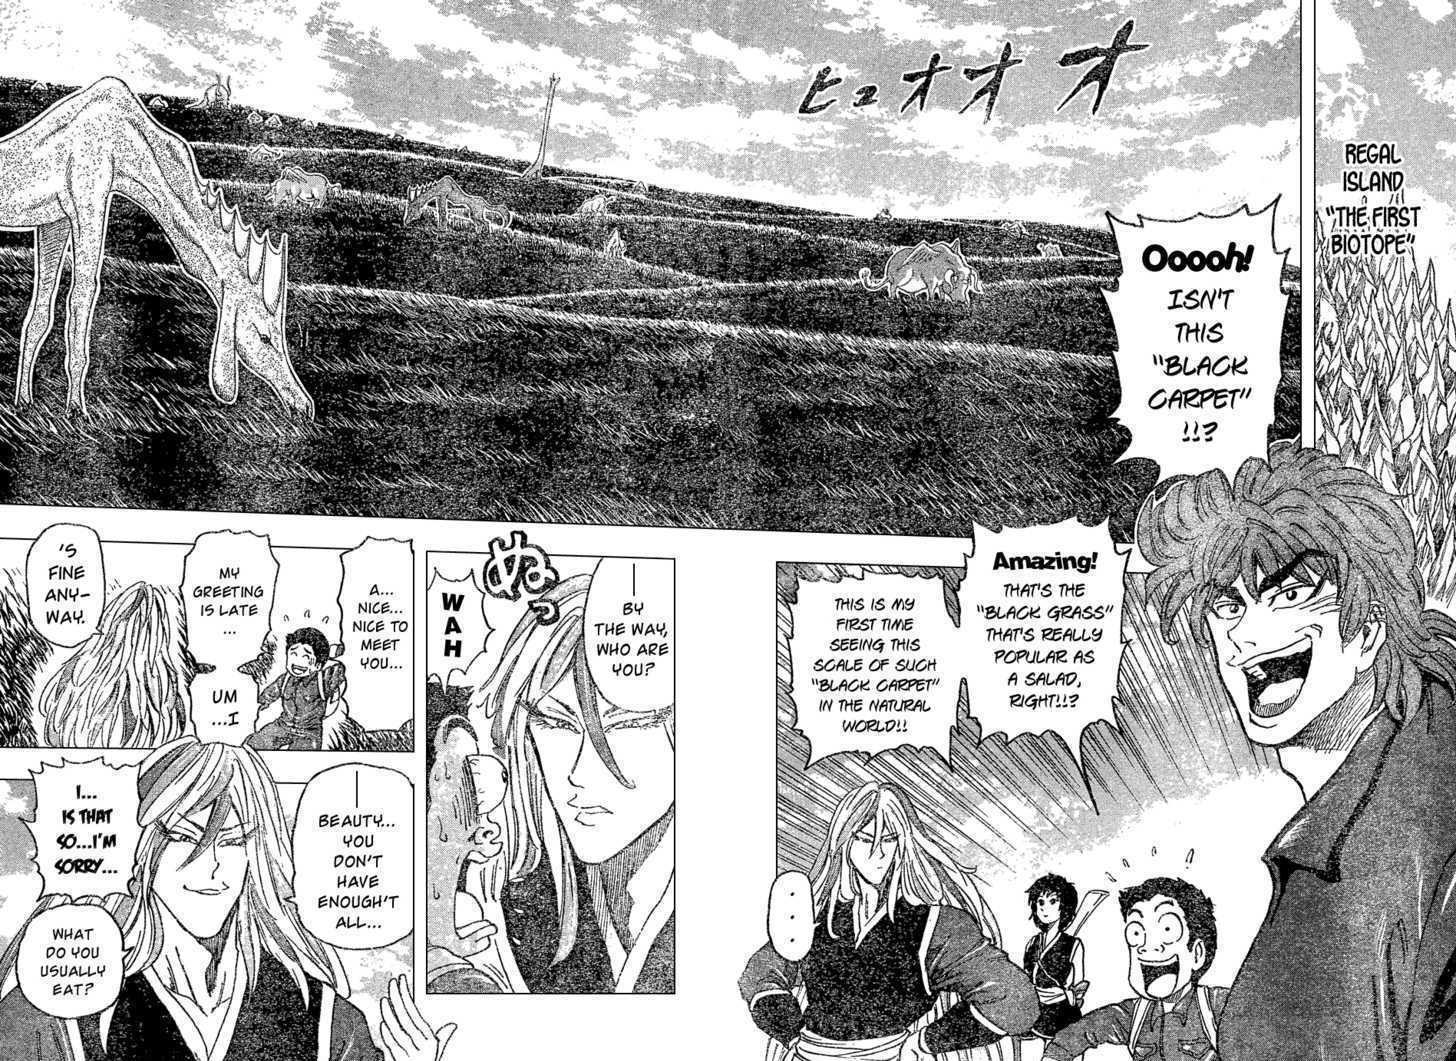 REGAL
ISLAND
"THE FIRST
BIOTOPE"
ヒュオオオ
Ooooh!
ISN'T
THIS
"BLACK
CARPET"
!!?
Amazing!
THAT'S THE
"BLACK GRASS"
THAT'S REALLY
POPULAR AS
A SALAD,
RIGHT!!?
THIS IS MY
FIRST TIME
SEEING THIS
SCALE OF SUCH
"BLACK CARPET"
IN THE NATURAL
WORLD!!
...
BY
THE WAY,
WHO ARE
YOU?
ぬっ
WAH
A...
NICE...
NICE TO
MEET
YOU...
MY
GREETING
IS LATE
...
UM
...I
'S
FINE
ANY-
WAY.
BEAUTY...
YOU
DON'T
HAVE
ENOUGH'T
ALL...
I...
IS THAT
SO...I'M
SORRY...
WHAT
DO YOU
USUALLY
EAT?